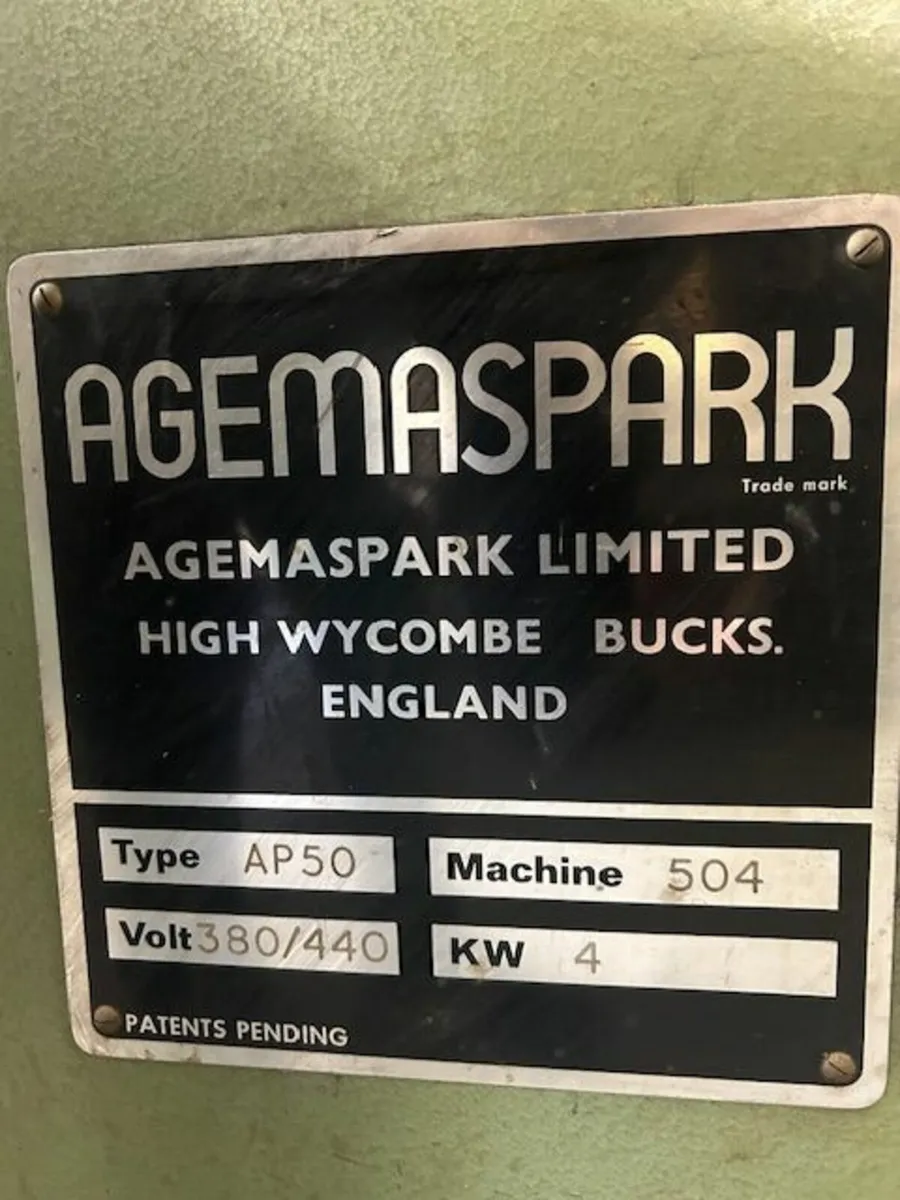 AGEMASPARK
Trade mark
AGEMASPARK LIMITED
HIGH WYCOMBE BUCKS.
ENGLAND
Type AP50 Machine 504
Volt 380/440 KW 4
PATENTS PENDING